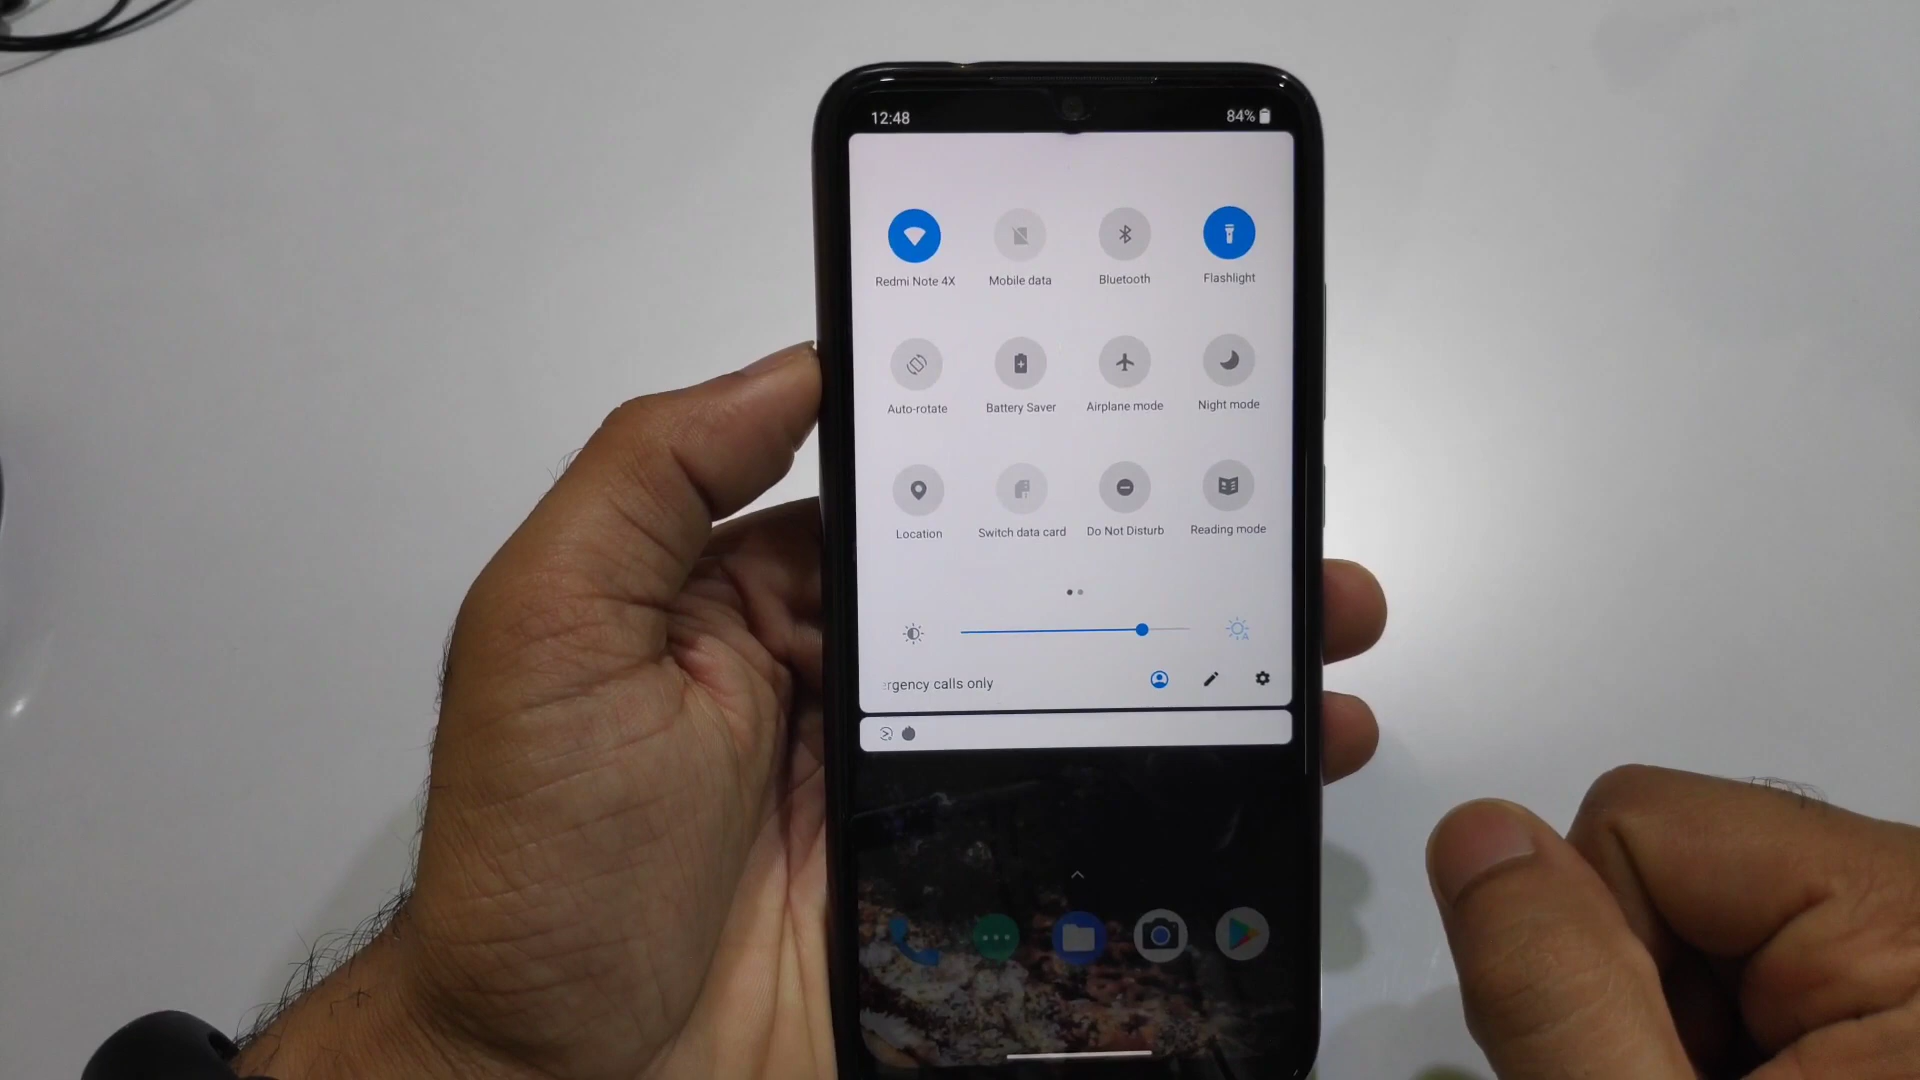 12:48 84%
Redmi Note 4X Mobile data Bluetooth Flashlight
Auto-rotate Battery Saver Airplane mode Night mode
Location Switch data card Do Not Disturb Reading mode
rgency calls only